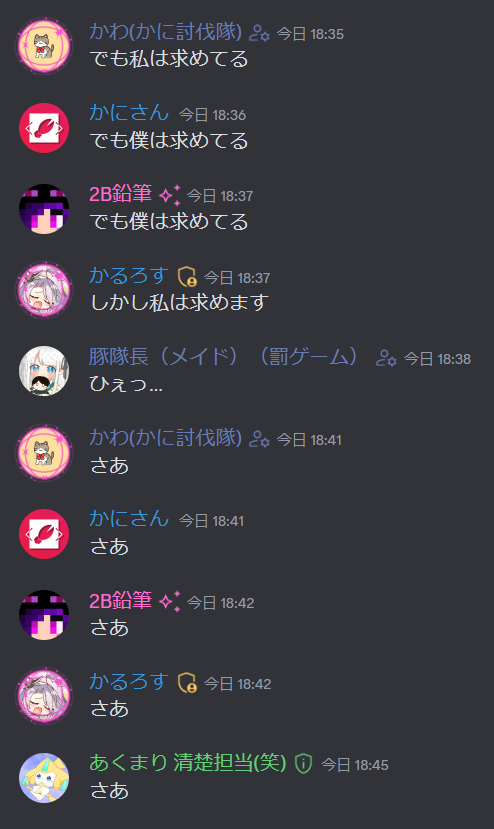 かわ(かに討伐隊) 今日 18:35
でも私は求めてる
かにさん 今日 18:36
でも僕は求めてる
2B鉛筆 今日 18:37
でも僕は求めてる
かるろす 今日 18:37
しかし私は求めます
豚隊長（メイド）（罰ゲーム） 今日 18:38
ひぇっ...
かわ(かに討伐隊) 今日 18:41
さあ
かにさん 今日 18:41
さあ
2B鉛筆 今日 18:42
さあ
かるろす 今日 18:42
さあ
あくまり 清楚担当(笑) 今日 18:45
さあ